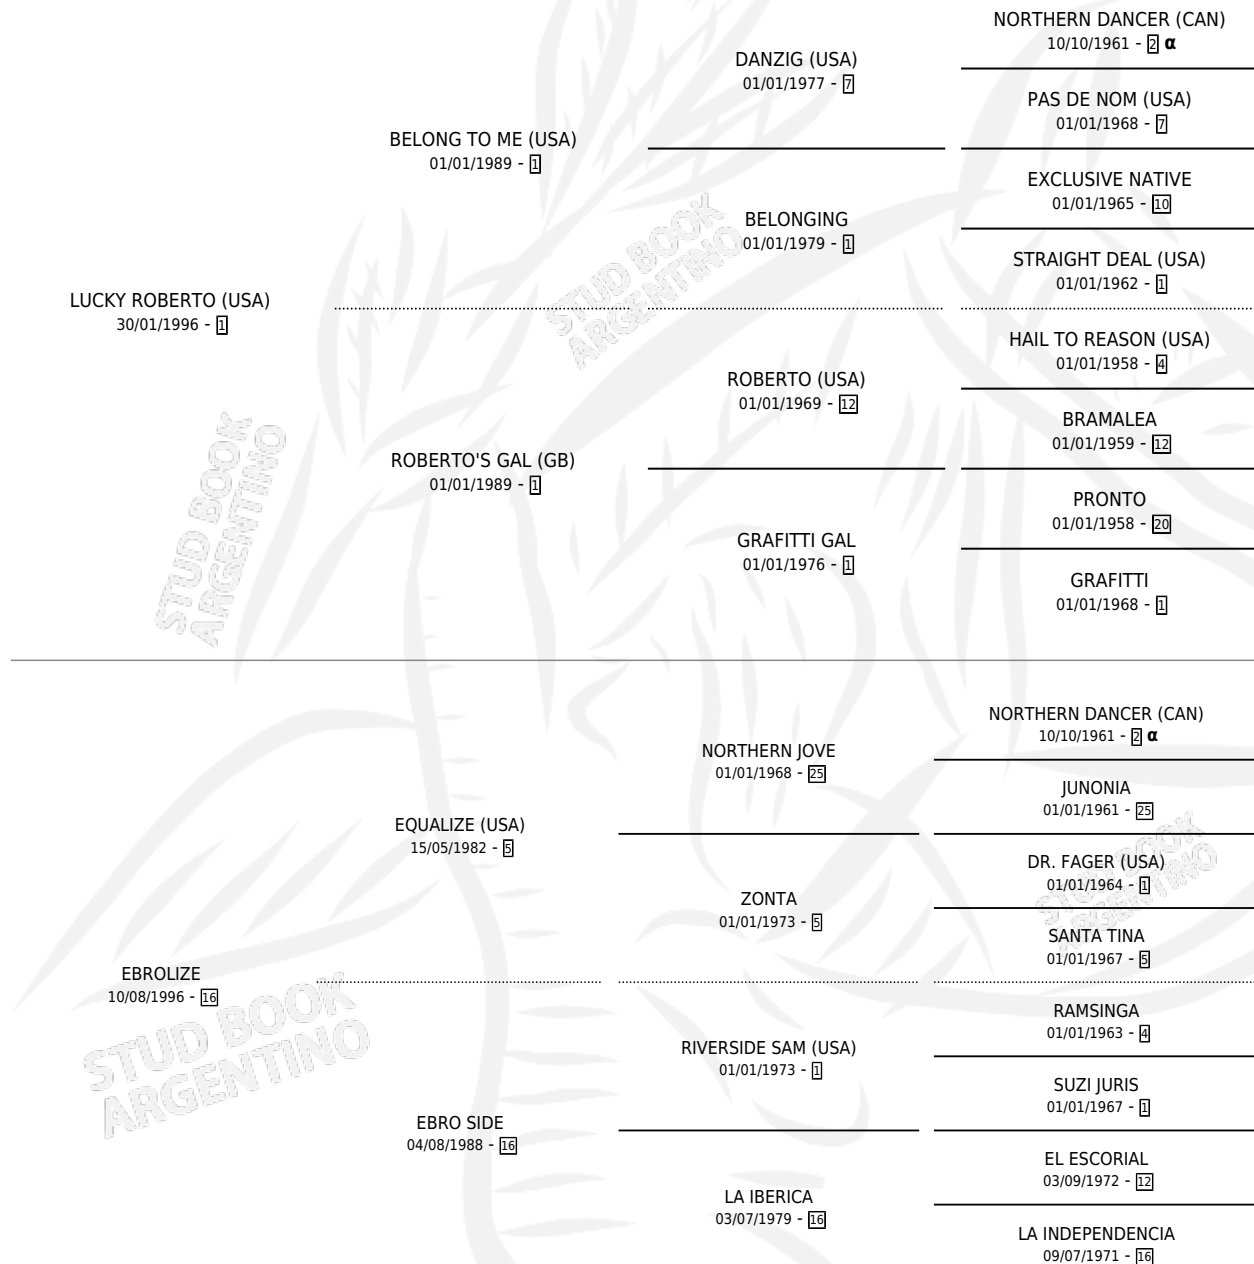 NORTHERN DANCER (CAN)
10/10/1961 - 2 α
DANZIG (USA)
01/01/1977 - 7
PAS DE NOM (USA)
01/01/1968 - 7
BELONG TO ME (USA)
01/01/1989 - 1
EXCLUSIVE NATIVE
01/01/1965 - 10
BELONGING
01/01/1979 - 1
STRAIGHT DEAL (USA)
01/01/1962 - 1
LUCKY ROBERTO (USA)
30/01/1996 - 1
HAIL TO REASON (USA)
01/01/1958 - 4
ROBERTO (USA)
01/01/1969 - 12
BRAMALEA
01/01/1959 - 12
ROBERTO'S GAL (GB)
01/01/1989 - 1
PRONTO
01/01/1958 - 20
GRAFITTI GAL
01/01/1976 - 1
GRAFITTI
01/01/1968 - 1
NORTHERN DANCER (CAN)
10/10/1961 - 2 α
NORTHERN JOVE
01/01/1968 - 25
JUNONIA
01/01/1961 - 25
EQUALIZE (USA)
15/05/1982 - 5
DR. FAGER (USA)
01/01/1964 - 1
ZONTA
01/01/1973 - 5
SANTA TINA
01/01/1967 - 5
EBROLIZE
10/08/1996 - 16
RAMSINGA
01/01/1963 - 4
RIVERSIDE SAM (USA)
01/01/1973 - 1
SUZI JURIS
01/01/1967 - 1
EBRO SIDE
04/08/1988 - 16
EL ESCORIAL
03/09/1972 - 12
LA IBERICA
03/07/1979 - 16
LA INDEPENDENCIA
09/07/1971 - 16
STUD BOOK
ARGENTINO
STUD BOOK
ARGENTINO
STUD BOOK
ARGENTINO
STUD BOOK
ARGENTINO